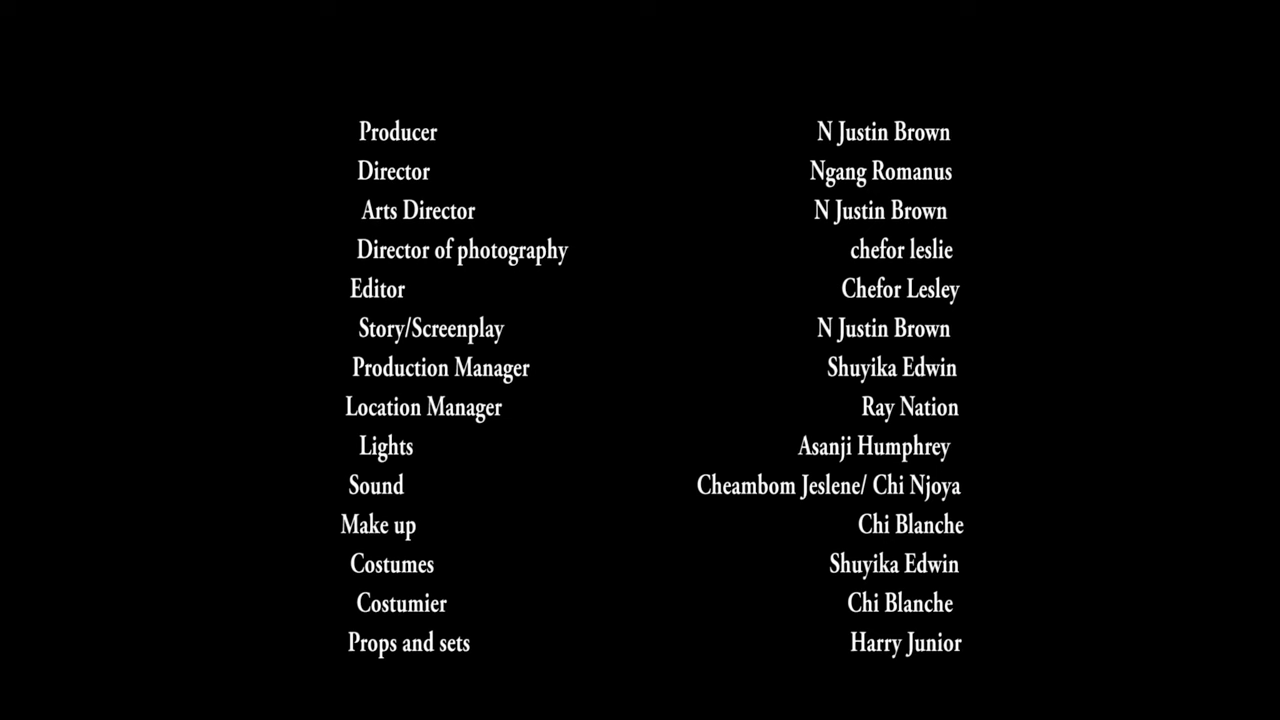 Producer N Justin Brown
Director Ngang Romanus
Arts Director N Justin Brown
Director of photography chefor leslie
Editor Chefor Lesley
Story/Screenplay N Justin Brown
Production Manager Shuyika Edwin
Location Manager Ray Nation
Lights Asanji Humphrey
Sound Cheambom Jeslene/ Chi Njoya
Make up Chi Blanche
Costumes Shuyika Edwin
Costumier Chi Blanche
Props and sets Harry Junior